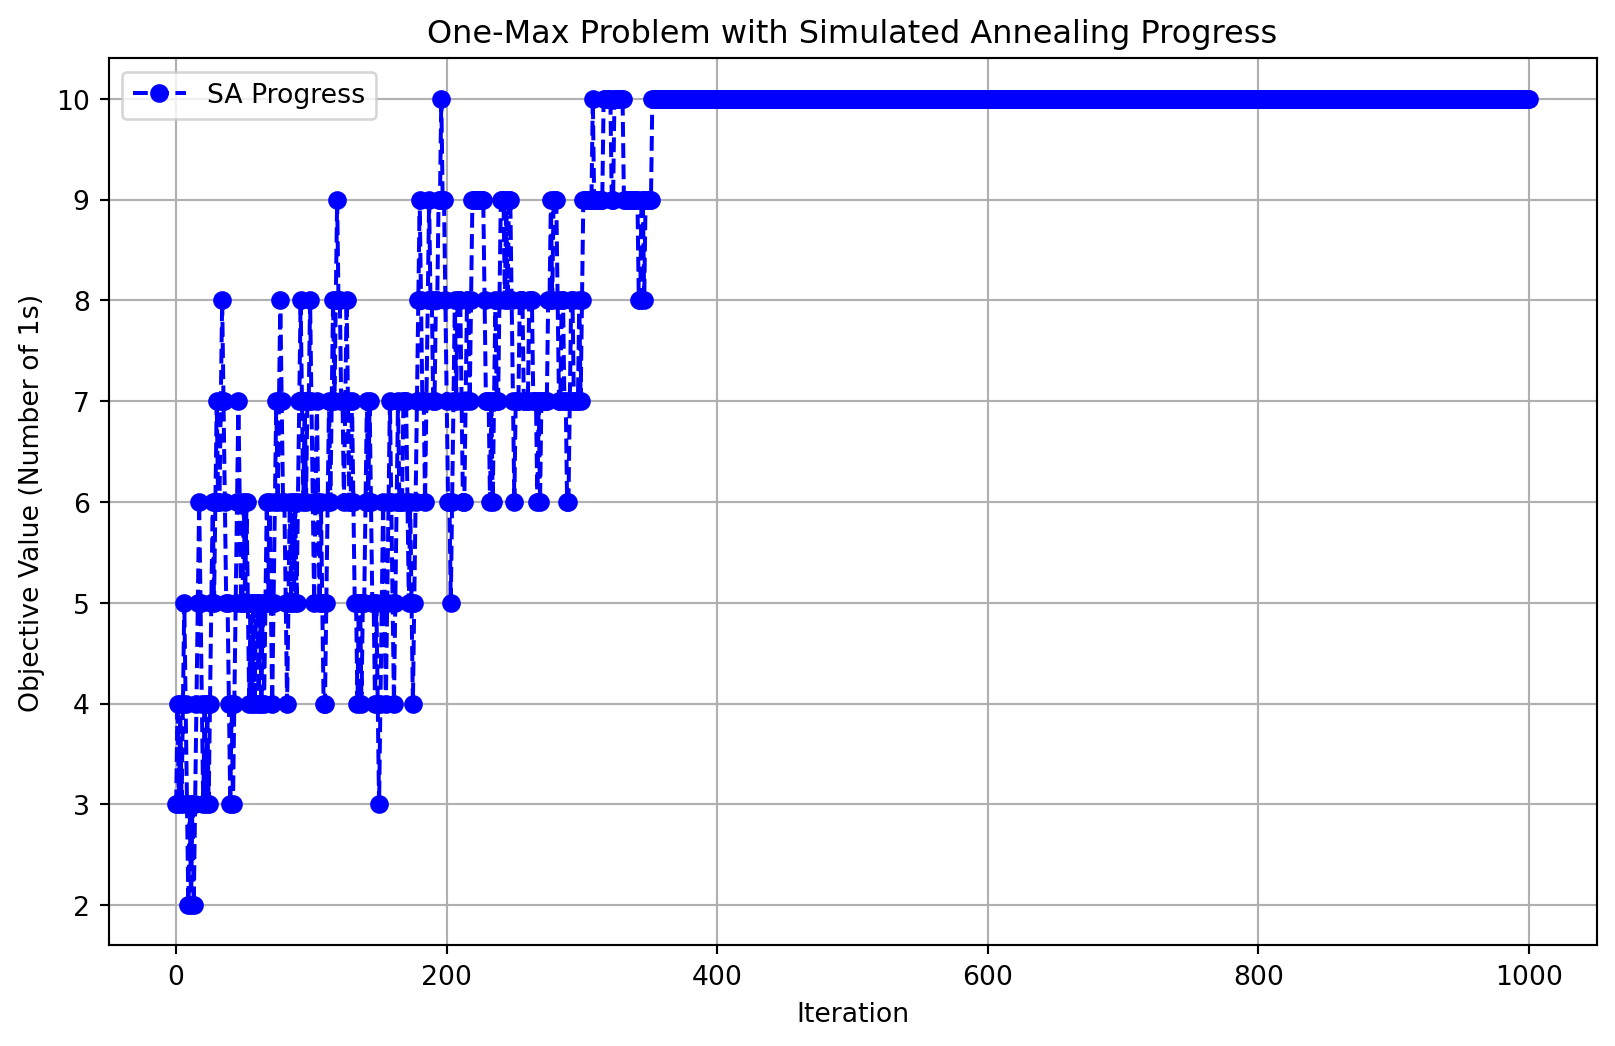 One-Max Problem with Simulated Annealing Progress
SA Progress
Objective Value (Number of 1s)
10
9
8
7
6
5
4
3
2
0 200 400 600 800 1000
Iteration